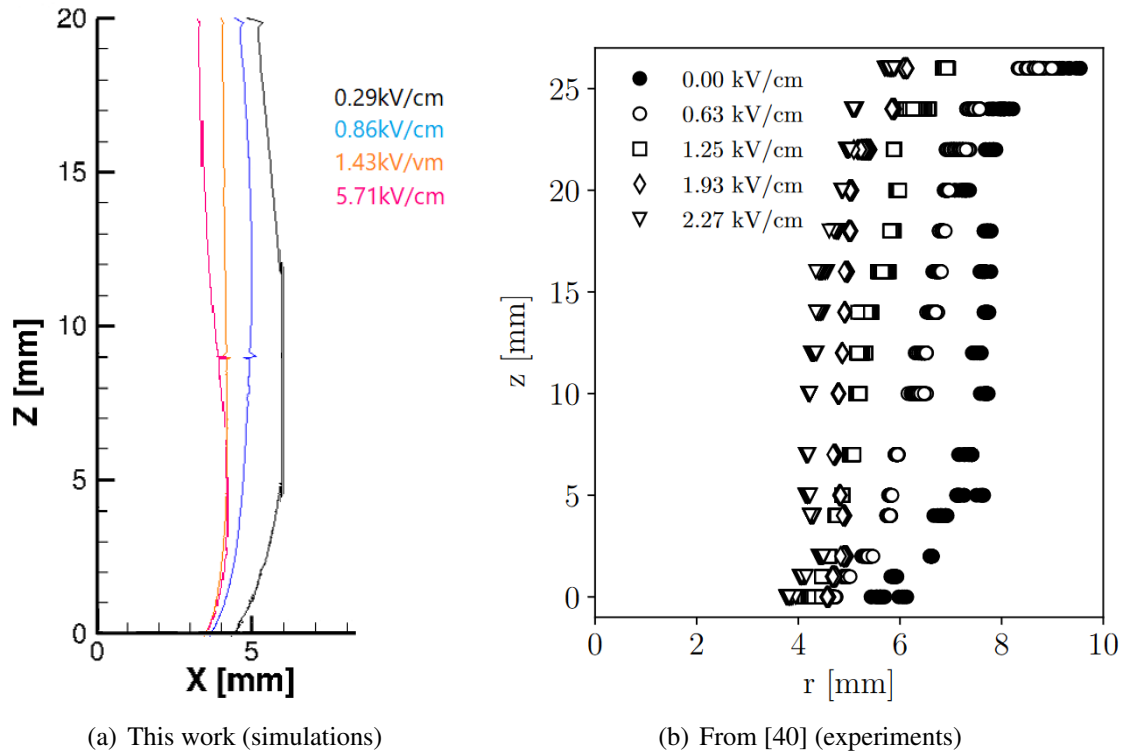 20
15
10
5
0
0
5
Z [mm]
X [mm]
0.29kV/cm
0.86kV/cm
1.43kV/vm
5.71kV/cm
(a) This work (simulations)
25
20
15
10
5
0
0
2
4
6
8
10
z [mm]
r [mm]
0.00 kV/cm
0.63 kV/cm
1.25 kV/cm
1.93 kV/cm
2.27 kV/cm
(b) From [40] (experiments)